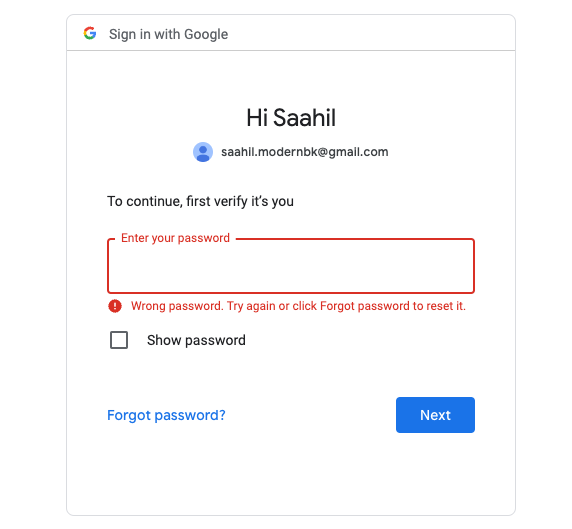 Sign in with Google
Hi Saahil
saahil.modernbk@gmail.com
To continue, first verify it's you
Enter your password
Wrong password. Try again or click Forgot password to reset it.
Show password
Forgot password?
Next